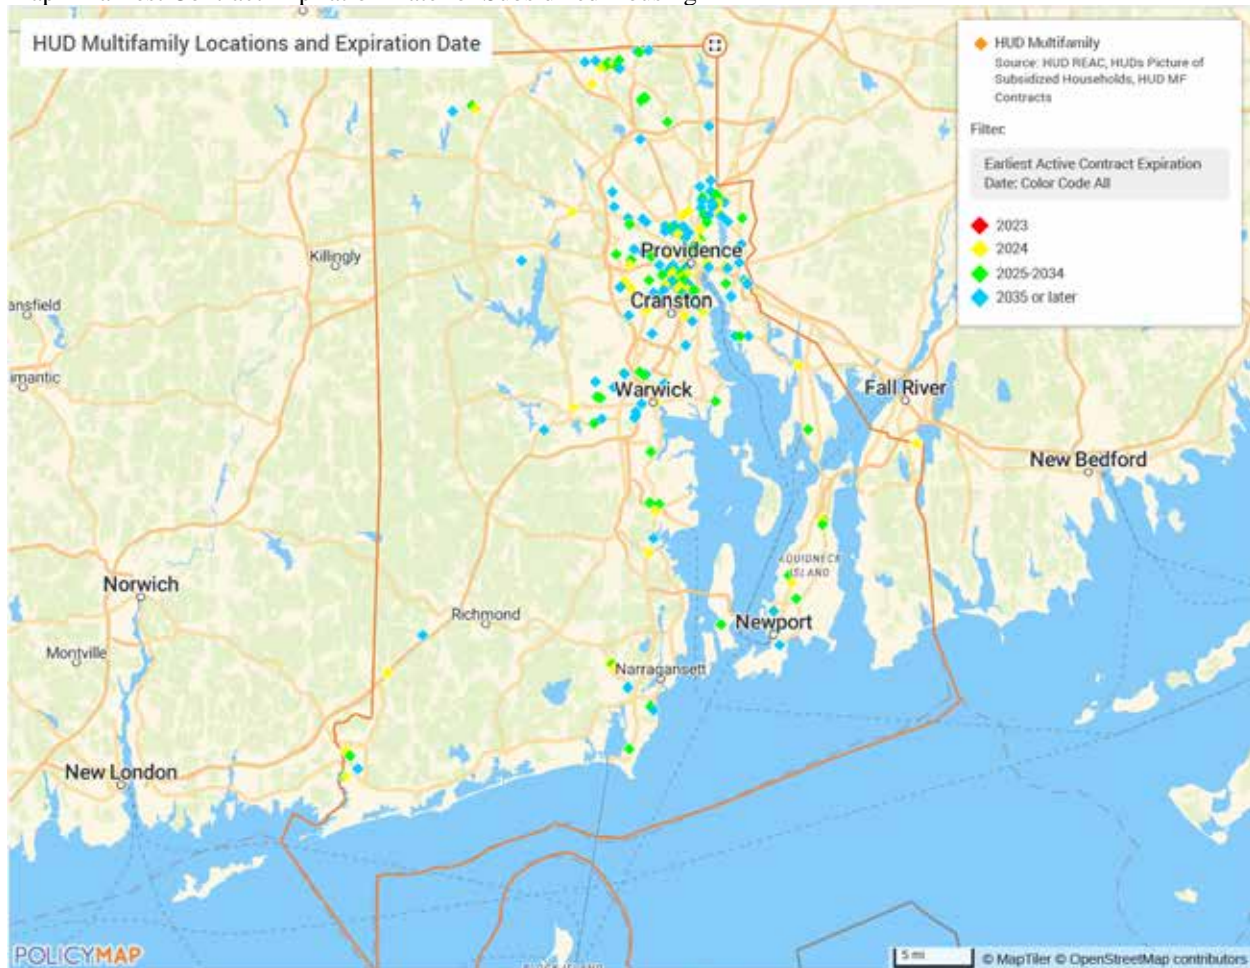 HUD Multifamily Locations and Expiration Date
HUD Multifamily
Source: HUD REAC, HUDs Picture of
Subsidized Households, HUD MF
Contracts
Filter:
Earliest Active Contract Expiration
Date: Color Code All
2023
2024
2025-2034
2035 or later
Killingly
Providence
Cranston
ansfield
mantic
Warwick
Fall River
New Bedford
AQUIDNECK
ISLAND
Norwich
Richmond
Newport
Montville
Narragansett
New London
POLICYMAP
5 mi
© MapTiler © OpenStreetMap contributors